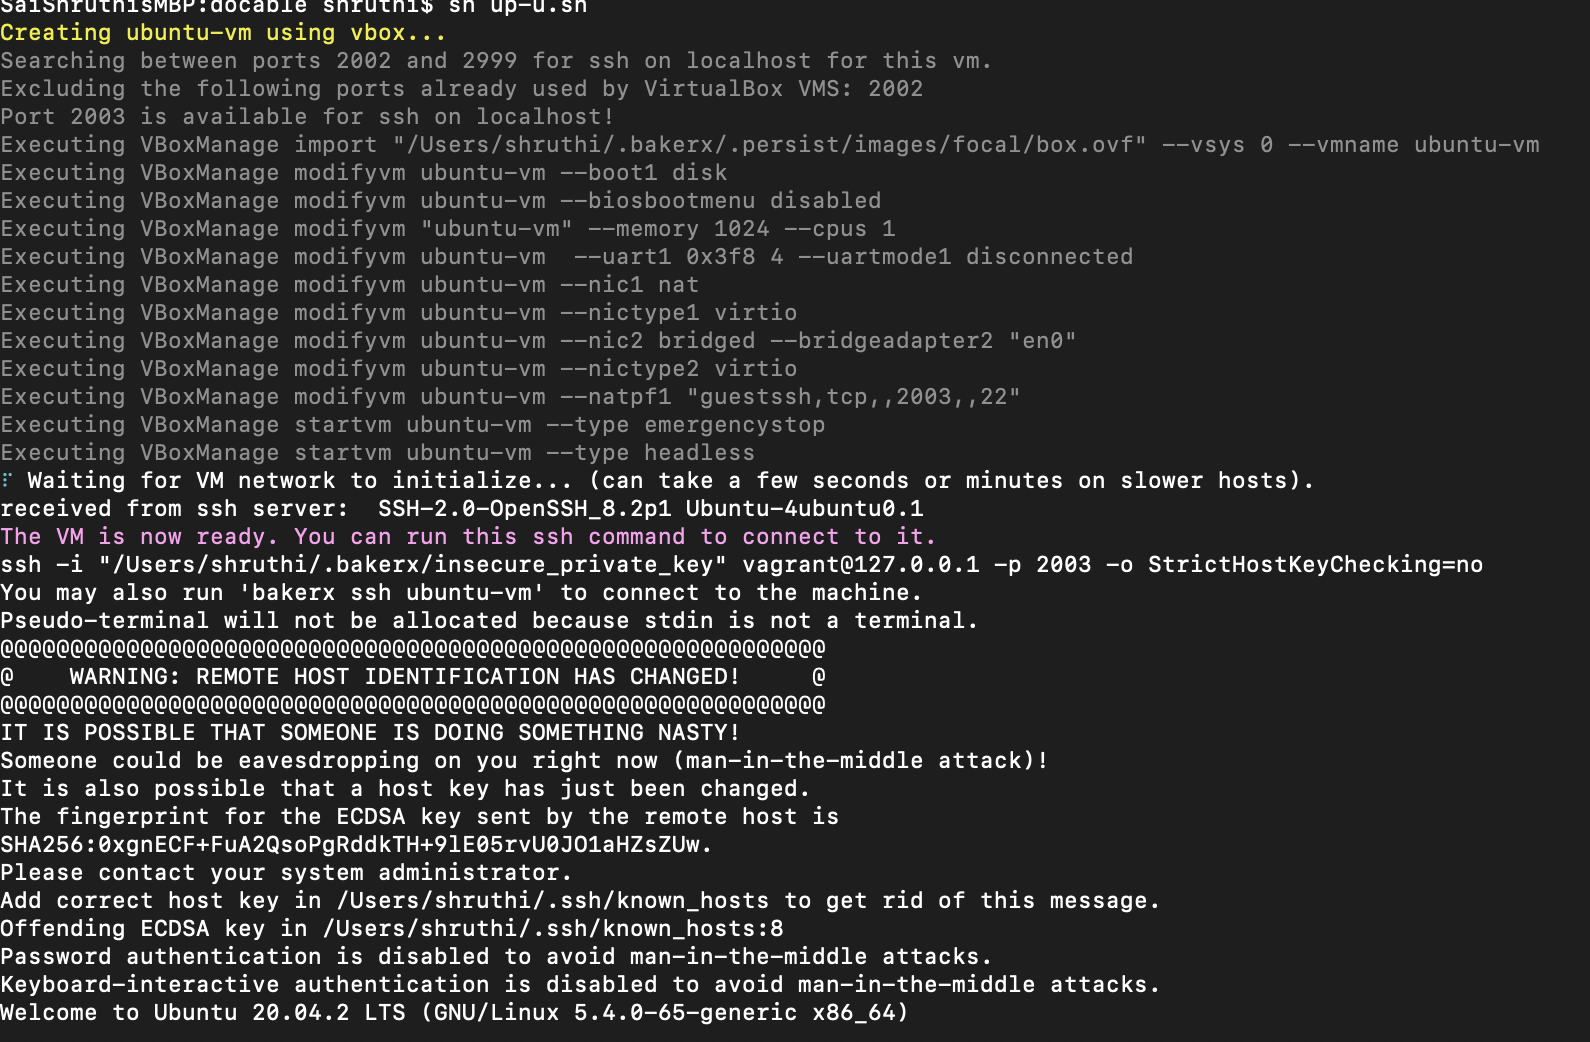 SaiShruthisMBP:docable shruthi$ sh up-u.sh
Creating ubuntu-vm using vbox...
Searching between ports 2002 and 2999 for ssh on localhost for this vm.
Excluding the following ports already used by VirtualBox VMS: 2002
Port 2003 is available for ssh on localhost!
Executing VBoxManage import "/Users/shruthi/.bakerx/.persist/images/focal/box.ovf" --vsys 0 --vmname ubuntu-vm
Executing VBoxManage modifyvm ubuntu-vm --boot1 disk
Executing VBoxManage modifyvm ubuntu-vm --biosbootmenu disabled
Executing VBoxManage modifyvm "ubuntu-vm" --memory 1024 --cpus 1
Executing VBoxManage modifyvm ubuntu-vm  --uart1 0x3f8 4 --uartmode1 disconnected
Executing VBoxManage modifyvm ubuntu-vm --nic1 nat
Executing VBoxManage modifyvm ubuntu-vm --nictype1 virtio
Executing VBoxManage modifyvm ubuntu-vm --nic2 bridged --bridgeadapter2 "en0"
Executing VBoxManage modifyvm ubuntu-vm --nictype2 virtio
Executing VBoxManage modifyvm ubuntu-vm --natpf1 "guestssh,tcp,,2003,,22"
Executing VBoxManage startvm ubuntu-vm --type emergencystop
Executing VBoxManage startvm ubuntu-vm --type headless
Waiting for VM network to initialize... (can take a few seconds or minutes on slower hosts).
received from ssh server:  SSH-2.0-OpenSSH_8.2p1 Ubuntu-4ubuntu0.1
The VM is now ready. You can run this ssh command to connect to it.
ssh -i "/Users/shruthi/.bakerx/insecure_private_key" vagrant@127.0.0.1 -p 2003 -o StrictHostKeyChecking=no
You may also run 'bakerx ssh ubuntu-vm' to connect to the machine.
Pseudo-terminal will not be allocated because stdin is not a terminal.
@@@@@@@@@@@@@@@@@@@@@@@@@@@@@@@@@@@@@@@@@@@@@@@@@@@@@@@@@@@
@    WARNING: REMOTE HOST IDENTIFICATION HAS CHANGED!     @
@@@@@@@@@@@@@@@@@@@@@@@@@@@@@@@@@@@@@@@@@@@@@@@@@@@@@@@@@@@
IT IS POSSIBLE THAT SOMEONE IS DOING SOMETHING NASTY!
Someone could be eavesdropping on you right now (man-in-the-middle attack)!
It is also possible that a host key has just been changed.
The fingerprint for the ECDSA key sent by the remote host is
SHA256:0xgnECF+FuA2QsoPgRddkTH+9lE05rvU0JO1aHZsZUw.
Please contact your system administrator.
Add correct host key in /Users/shruthi/.ssh/known_hosts to get rid of this message.
Offending ECDSA key in /Users/shruthi/.ssh/known_hosts:8
Password authentication is disabled to avoid man-in-the-middle attacks.
Keyboard-interactive authentication is disabled to avoid man-in-the-middle attacks.
Welcome to Ubuntu 20.04.2 LTS (GNU/Linux 5.4.0-65-generic x86_64)